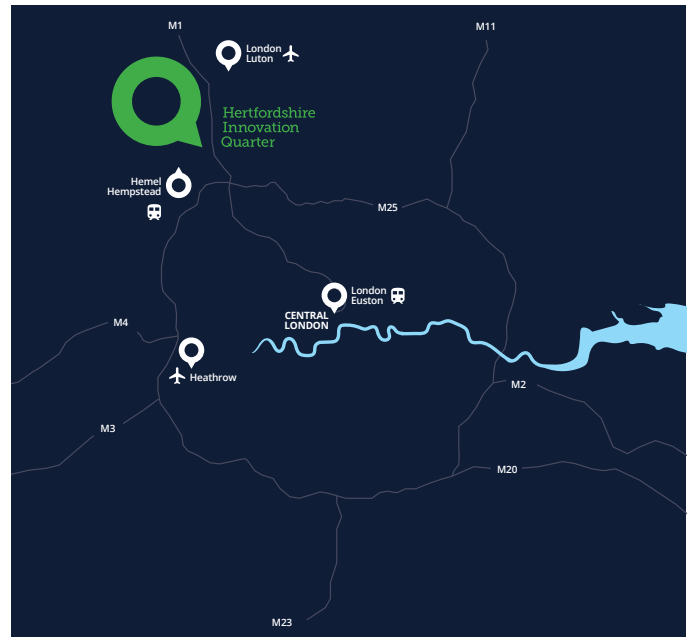 M1
M11
London
Luton
Hertfordshire
Innovation
Quarter
Hemel
Hempstead
M25
London
Euston
CENTRAL
LONDON
M4
Heathrow
M2
M3
M20
M23